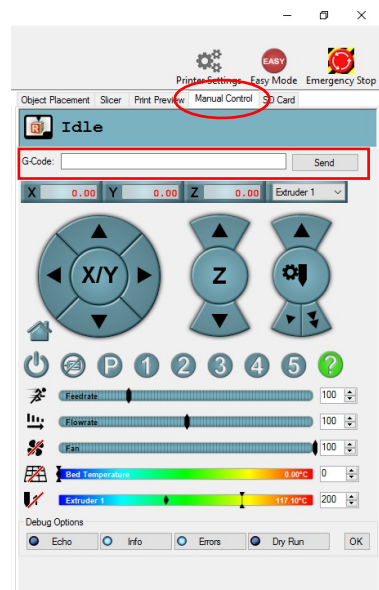 EASY
Printer Settings Easy Mode Emergency Stop
Object Placement Slicer Print Preview Manual Control SD Card
R Idle
G-Code: Send
X 0.00 Y 0.00 Z 0.00 Extruder 1
X/Y Z
P 1 2 3 4 5 ?
Feedrate 100
Flowrate 100
Fan 100
Bed Temperature 0.00°C 0
Extruder 1 117.10°C 200
Debug Options
Echo Info Errors Dry Run OK